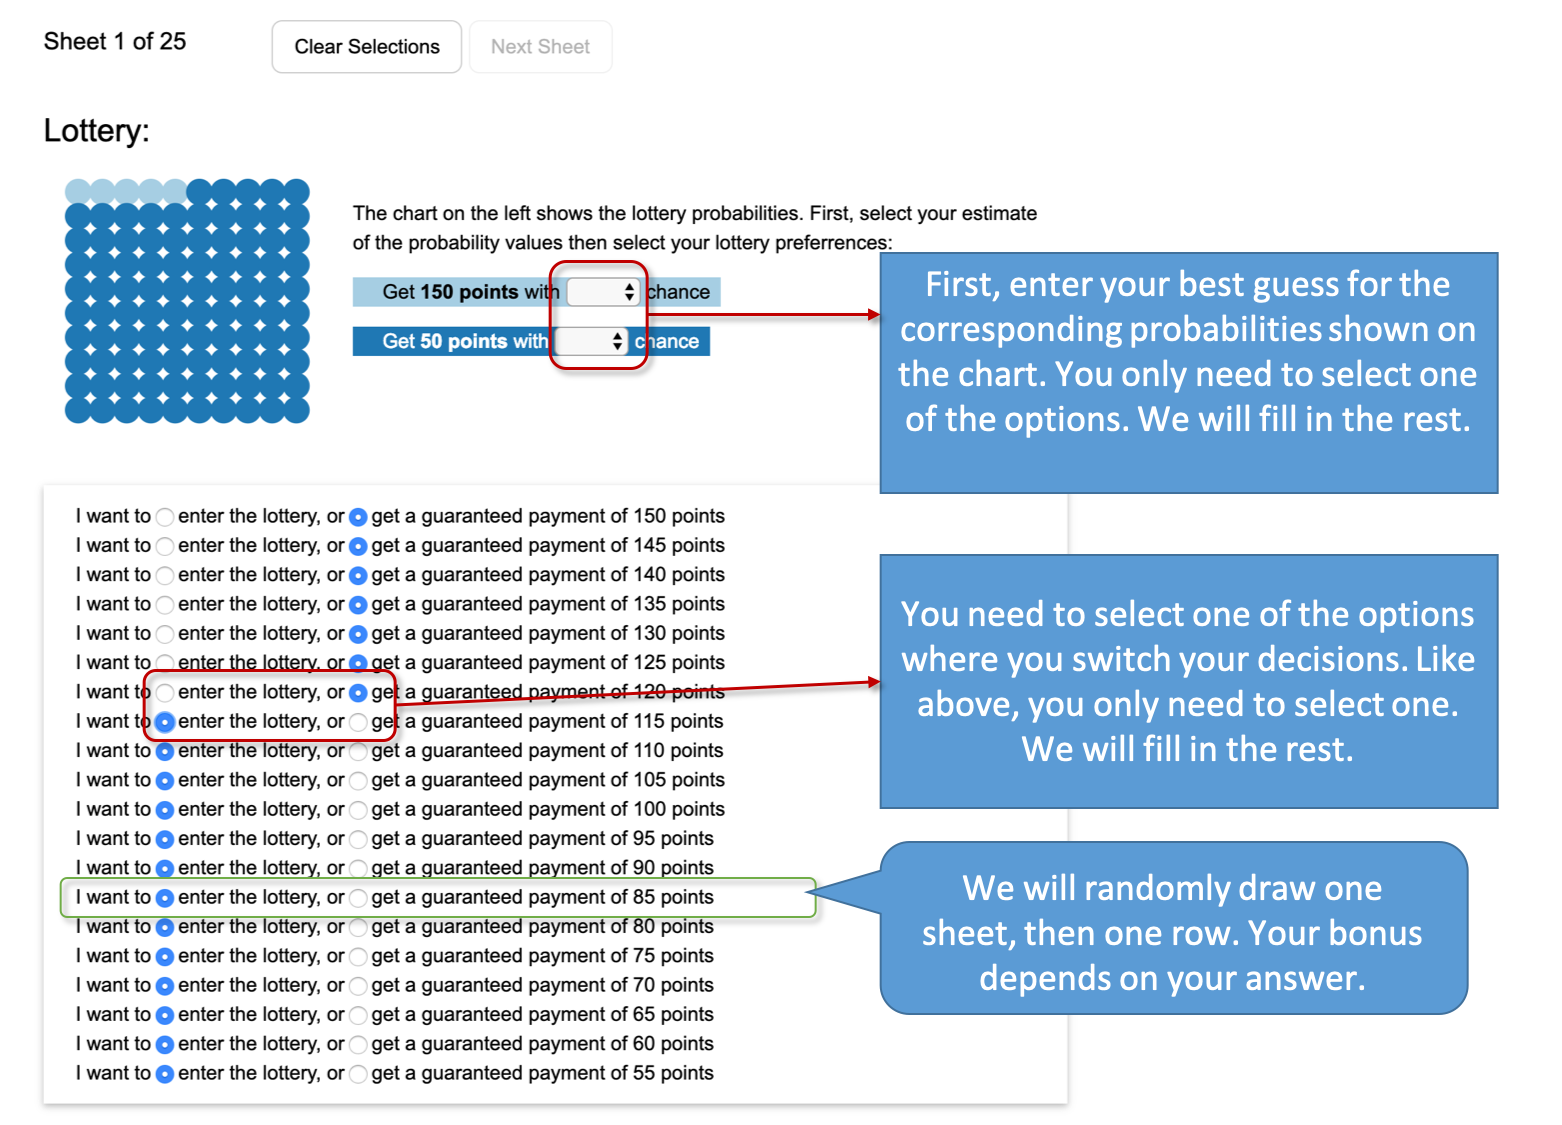 Sheet 1 of 25
Clear Selections
Next Sheet
Lottery:
The chart on the left shows the lottery probabilities. First, select your estimate
of the probability values then select your lottery preferrences:
Get 150 points with chance
Get 50 points with chance
First, enter your best guess for the
corresponding probabilities shown on
the chart. You only need to select one
of the options. We will fill in the rest.
I want to enter the lottery, or get a guaranteed payment of 150 points
I want to enter the lottery, or get a guaranteed payment of 145 points
I want to enter the lottery, or get a guaranteed payment of 140 points
I want to enter the lottery, or get a guaranteed payment of 135 points
I want to enter the lottery, or get a guaranteed payment of 130 points
I want to enter the lottery, or get a guaranteed payment of 125 points
I want to enter the lottery, or get a guaranteed payment of 120 points
I want to enter the lottery, or get a guaranteed payment of 115 points
I want to enter the lottery, or get a guaranteed payment of 110 points
I want to enter the lottery, or get a guaranteed payment of 105 points
I want to enter the lottery, or get a guaranteed payment of 100 points
I want to enter the lottery, or get a guaranteed payment of 95 points
I want to enter the lottery, or get a guaranteed payment of 90 points
I want to enter the lottery, or get a guaranteed payment of 85 points
I want to enter the lottery, or get a guaranteed payment of 80 points
I want to enter the lottery, or get a guaranteed payment of 75 points
I want to enter the lottery, or get a guaranteed payment of 70 points
I want to enter the lottery, or get a guaranteed payment of 65 points
I want to enter the lottery, or get a guaranteed payment of 60 points
I want to enter the lottery, or get a guaranteed payment of 55 points
You need to select one of the options
where you switch your decisions. Like
above, you only need to select one.
We will fill in the rest.
We will randomly draw one
sheet, then one row. Your bonus
depends on your answer.